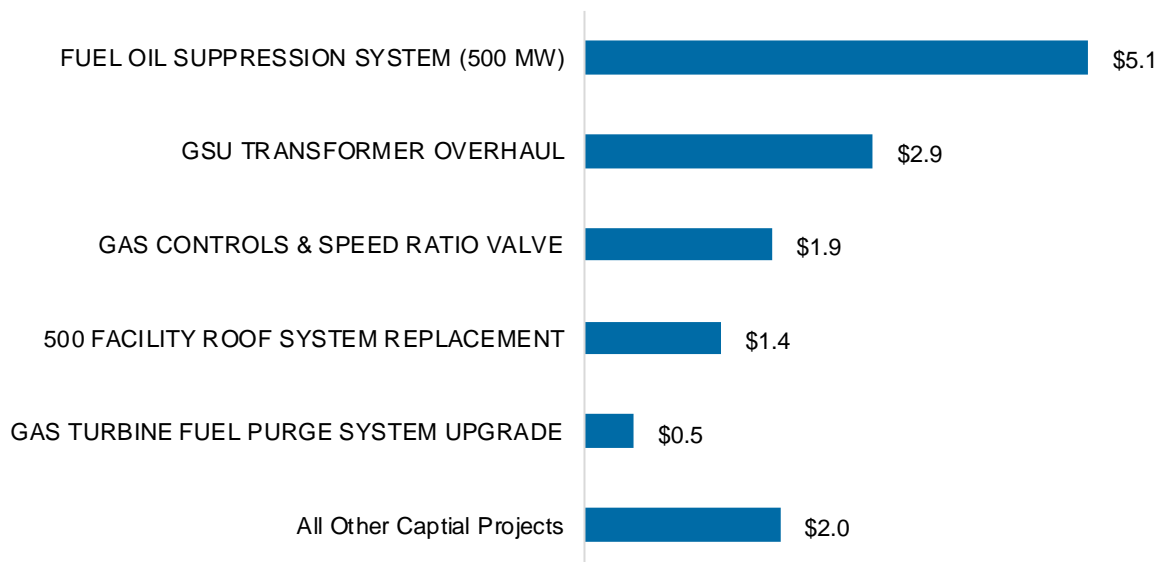 FUEL OIL SUPPRESSION SYSTEM (500 MW) $5.1
GSU TRANSFORMER OVERHAUL $2.9
GAS CONTROLS & SPEED RATIO VALVE $1.9
500 FACILITY ROOF SYSTEM REPLACEMENT $1.4
GAS TURBINE FUEL PURGE SYSTEM UPGRADE $0.5
All Other Captial Projects $2.0